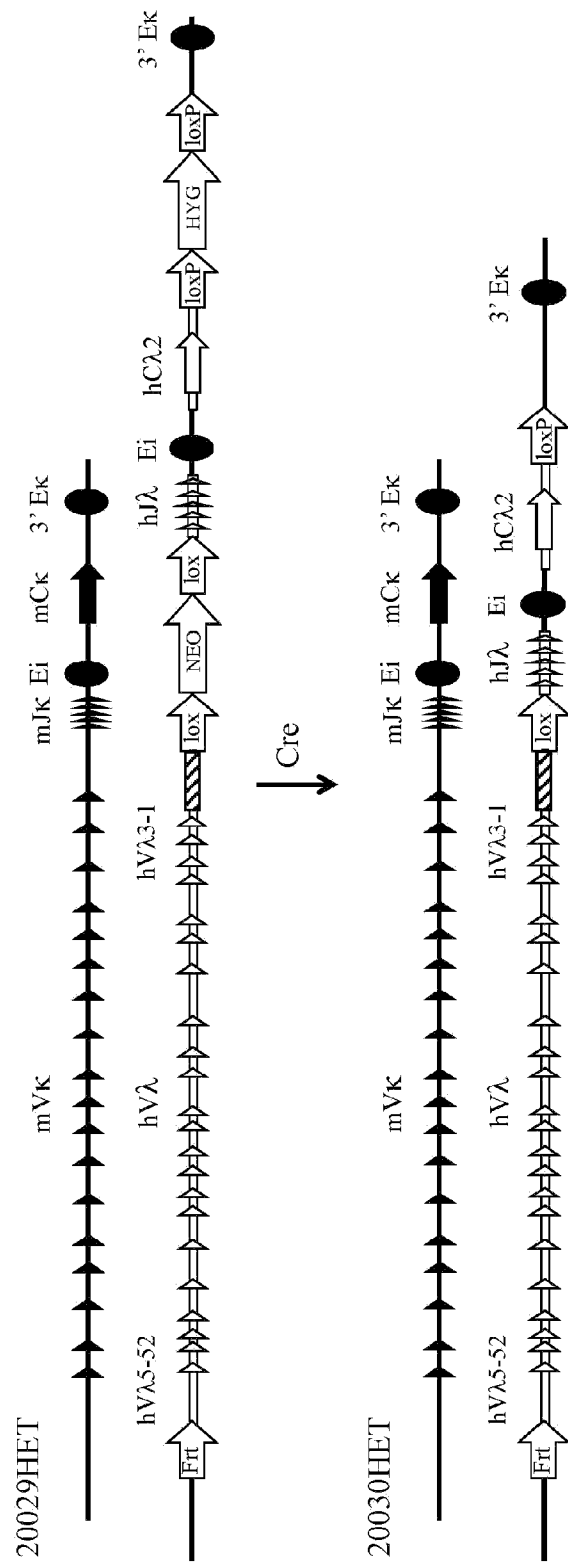 20029HET
mVκ
mJκ Ei mCκ 3' Eκ
hVλ5-52 hVλ hVλ3-1 hJλ Ei hCλ2 3' Eκ
Frt lox NEO lox loxP HYG loxP
Cre
20030HET
mVκ
mJκ Ei mCκ 3' Eκ
hVλ5-52 hVλ hVλ3-1 hJλ Ei hCλ2 3' Eκ
Frt lox loxP